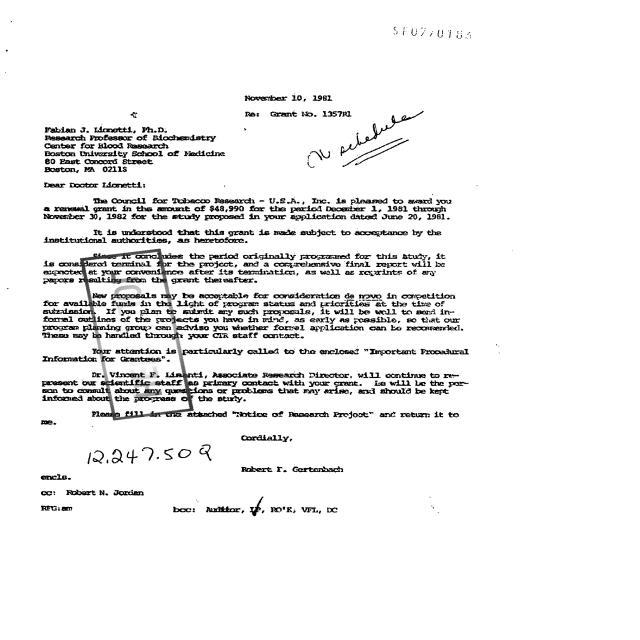 SF0770183
November 10, 1981
Re: Grant No. 1357R1
on schedule
Fabian J. Lionetti, Ph.D.
Research Professor of Biochemistry
Center for Blood Research
Boston University School of Medicine
80 East Concord Street
Boston, MA 02118
Dear Doctor Lionetti:
The Council for Tobacco Research - U.S.A., Inc. is pleased to award you
a renewal grant in the amount of $48,990 for the period December 1, 1981 through
November 30, 1982 for the study proposed in your application dated June 20, 1981.
It is understood that this grant is made subject to acceptance by the
institutional authorities, as heretofore.
Since it concludes the period originally programmed for this study, it
is considered terminal for the project, and a comprehensive final report will be
expected at your convenience after its termination, as well as reprints of any
papers resulting from the grant thereafter.
New proposals may be acceptable for consideration de novo in competition
for available funds in the light of program status and priorities at the time of
submission. If you plan to submit any such proposals, it will be well to send in-
formal outlines of the projects you have in mind, as early as possible, so that our
program planning group can advise you whether formal application can be recommended.
These may be handled through your CTR staff contact.
Your attention is particularly called to the enclosed "Important Procedural
Information for Grantees".
Dr. Vincent F. Lisanti, Associate Research Director, will continue to re-
present our scientific staff as primary contact with your grant. He will be the per-
son to consult about any questions or problems that may arise, and should be kept
informed about the progress of the study.
Please fill in the attached "Notice of Research Project" and return it to
me.
Cordially,
12,247.50 Q
Robert F. Gertenbach
encls.
cc: Robert N. Jordan
RFG:am
bcc: Auditor, LP, RO'K, VFL, DC